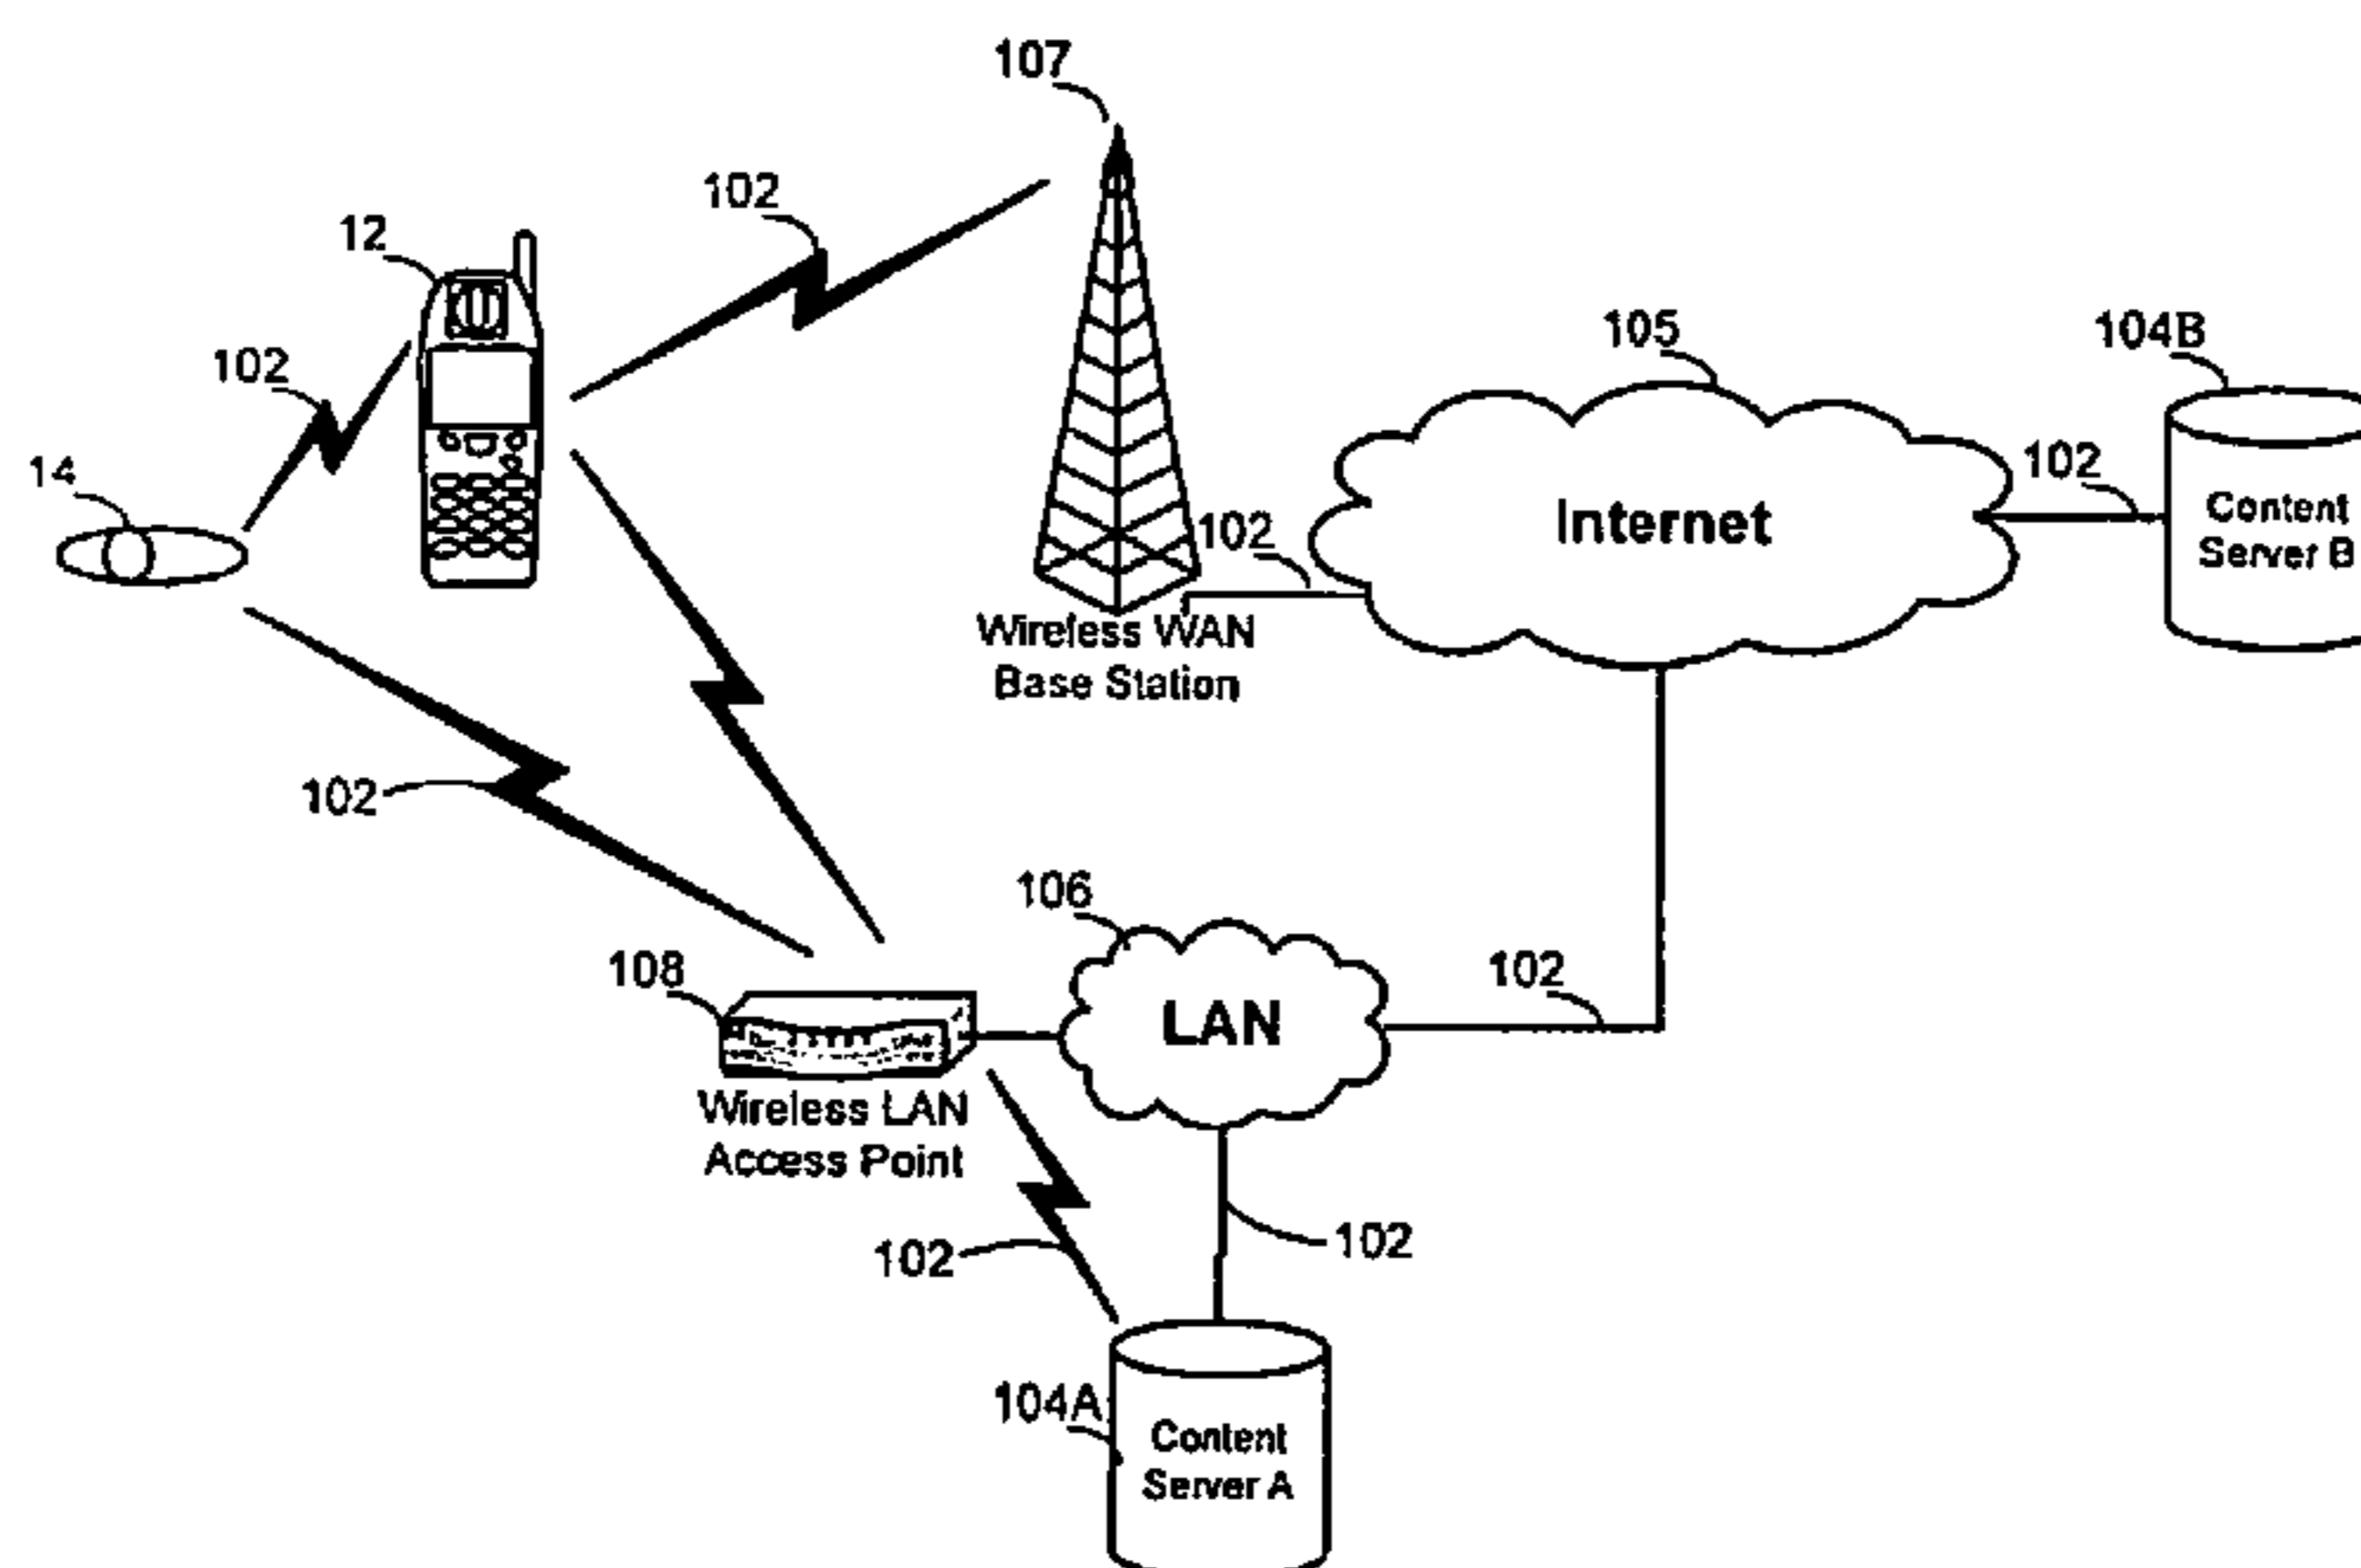 107
102
12
105
104B
102
102
14
Content
Server B
Internet
102
Wireless WAN
Base Station
102
106
108
102
LAN
Wireless LAN
Access Point
102
102
104A
Content
Server A